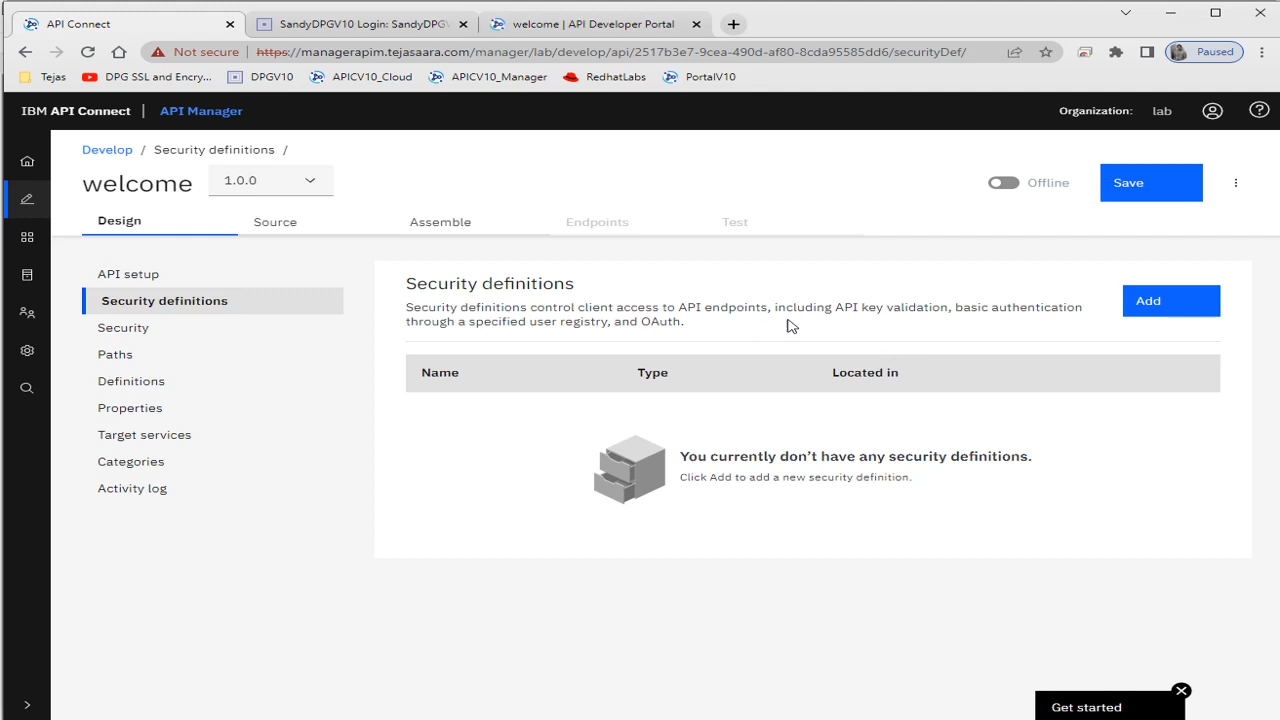 API Connect
SandyDPGV10 Login: SandyDPGV
welcome | API Developer Portal
Not secure
https://managerapim.tejasaara.com/manager/lab/develop/api/2517b3e7-9cea-490d-af80-8cda95585dd6/securityDef/
Paused
Tejas
DPG SSL and Encry...
DPGV10
APICV10_Cloud
APICV10_Manager
RedhatLabs
PortalV10
IBM API Connect | API Manager
Organization: lab
Develop / Security definitions /
welcome
1.0.0
Offline
Save
Design
Source
Assemble
Endpoints
Test
API setup
Security definitions
Security
Paths
Definitions
Properties
Target services
Categories
Activity log
Security definitions
Security definitions control client access to API endpoints, including API key validation, basic authentication
through a specified user registry, and OAuth.
Add
Name
Type
Located in
You currently don't have any security definitions.
Click Add to add a new security definition.
Get started